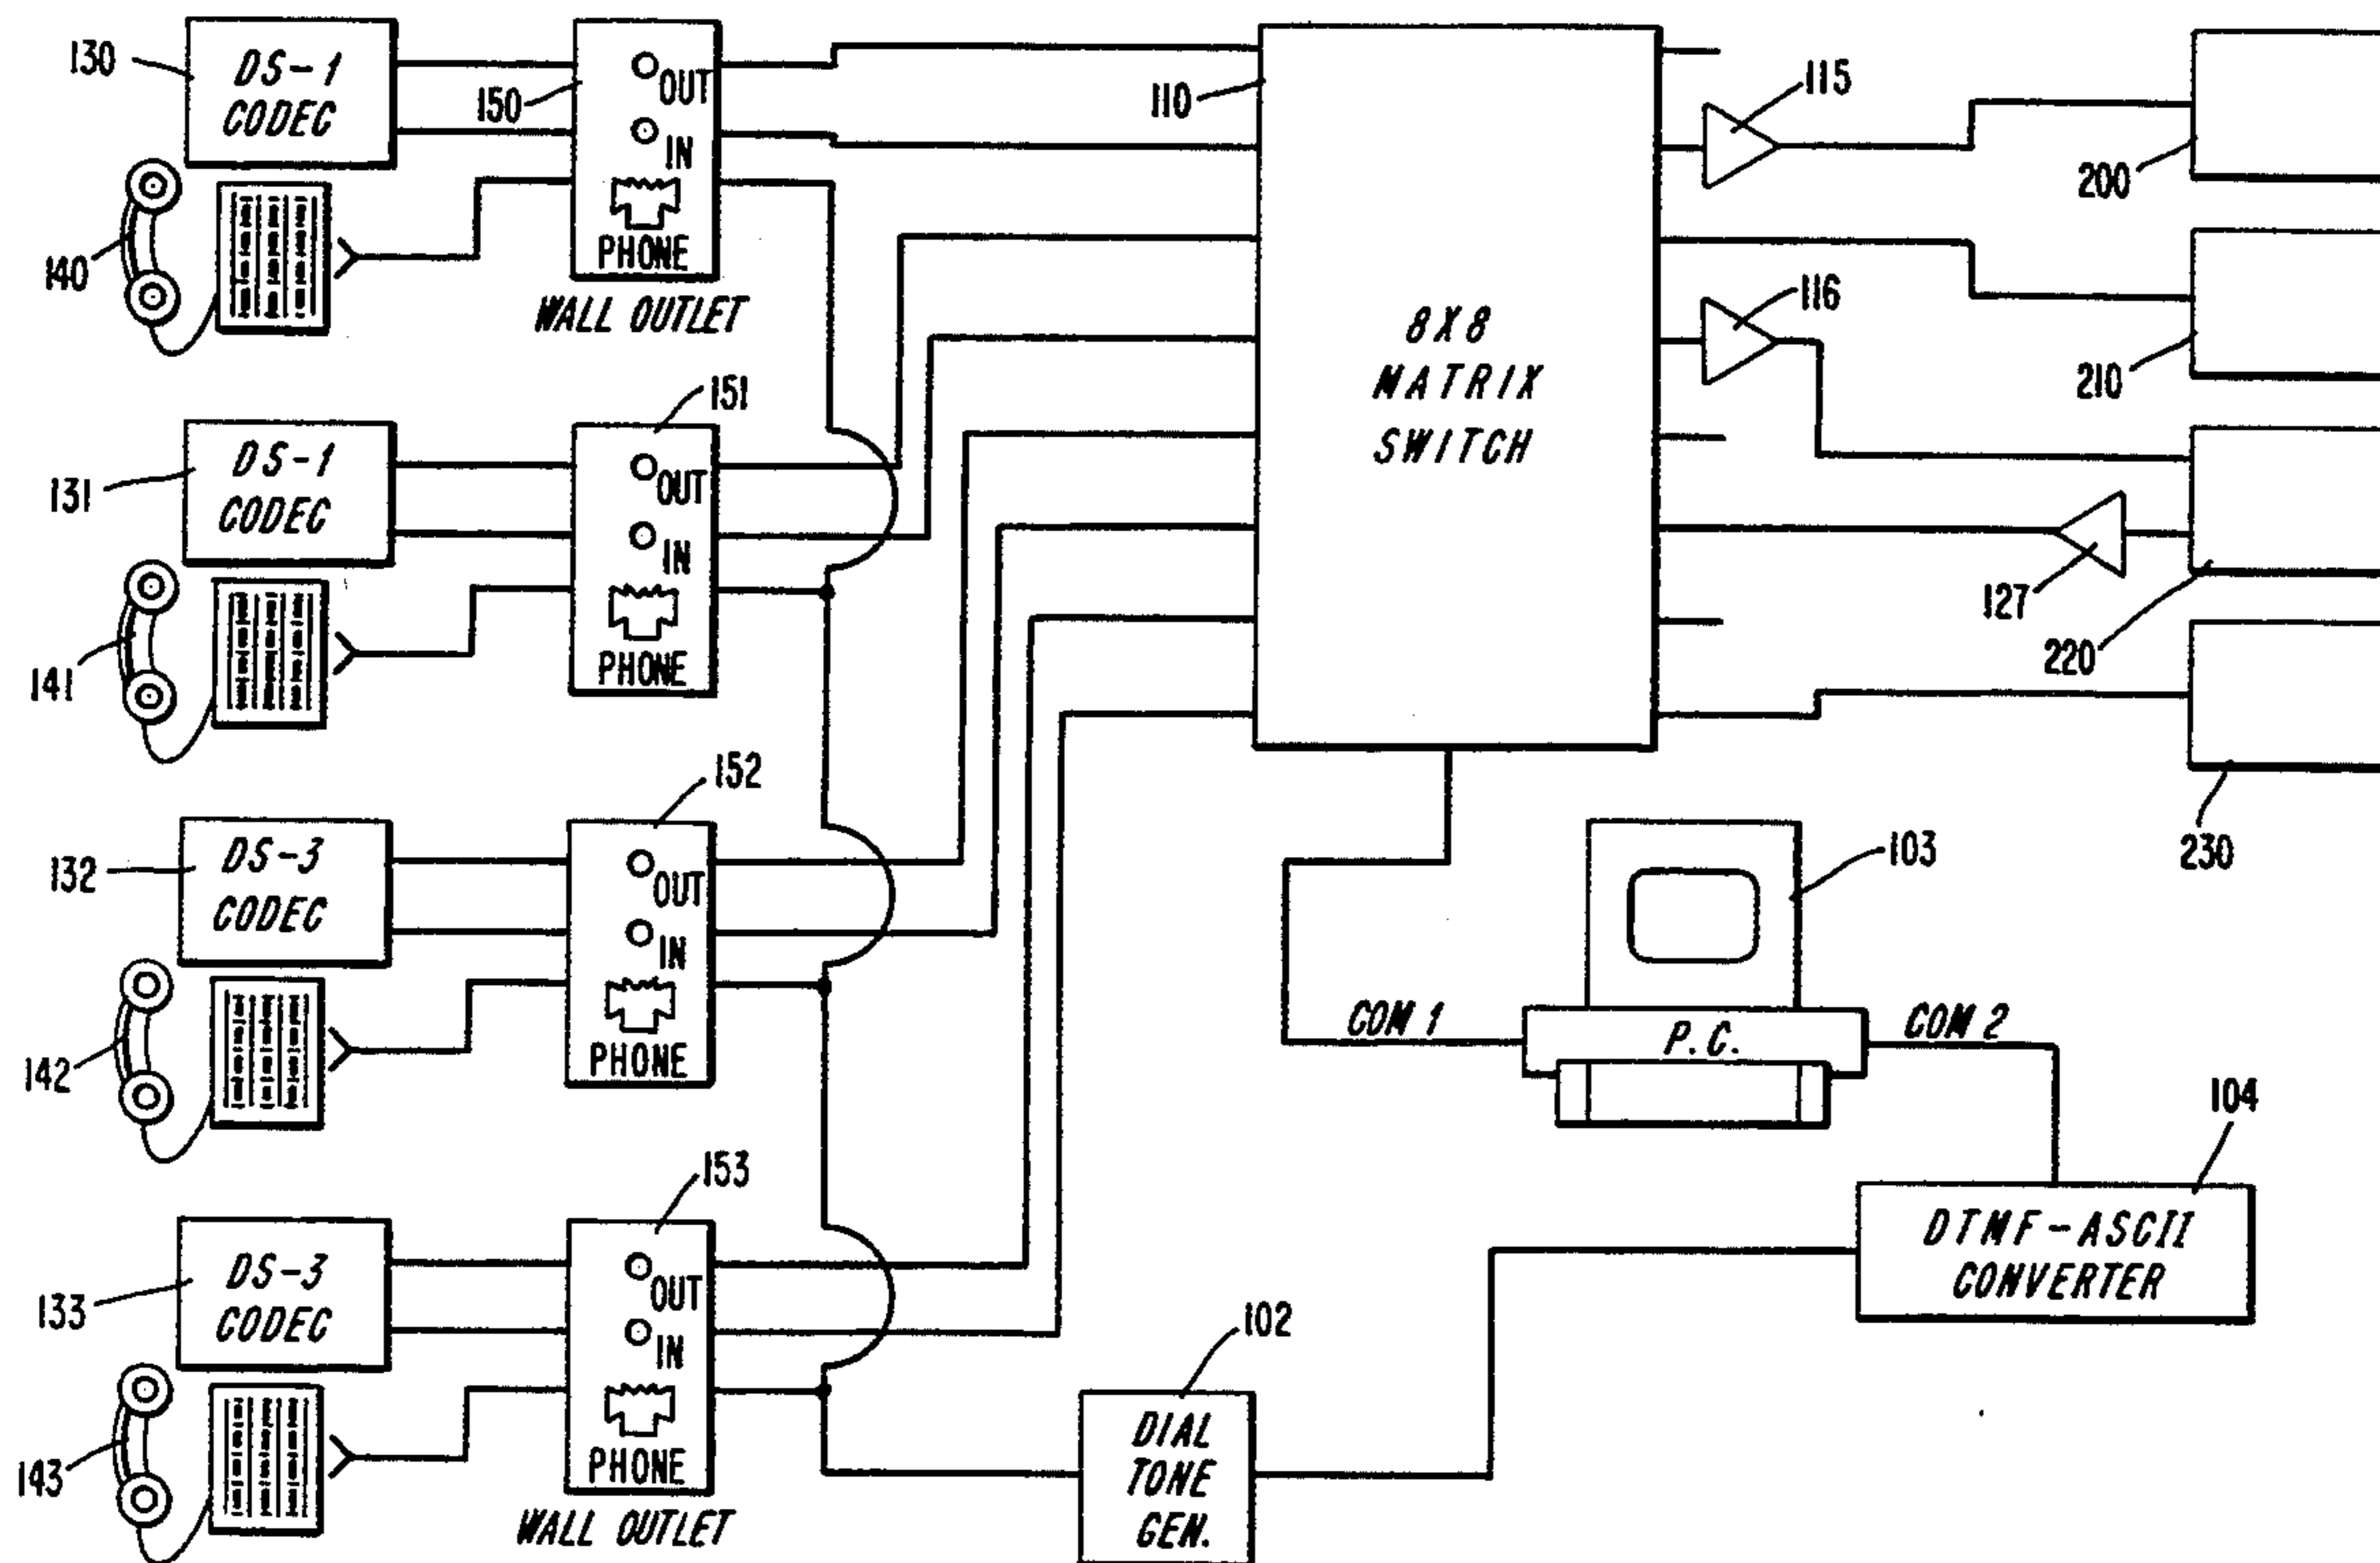 130
DS-1
CODEC
150
OUT
IN
PHONE
WALL OUTLET
140
110
8X8
MATRIX
SWITCH
115
200
116
210
127
220
230
131
DS-1
CODEC
151
OUT
IN
PHONE
141
132
DS-3
CODEC
152
OUT
IN
PHONE
142
103
COM 1
P.C.
COM 2
104
DTMF-ASCII
CONVERTER
133
DS-3
CODEC
153
OUT
IN
PHONE
WALL OUTLET
143
102
DIAL
TONE
GEN.